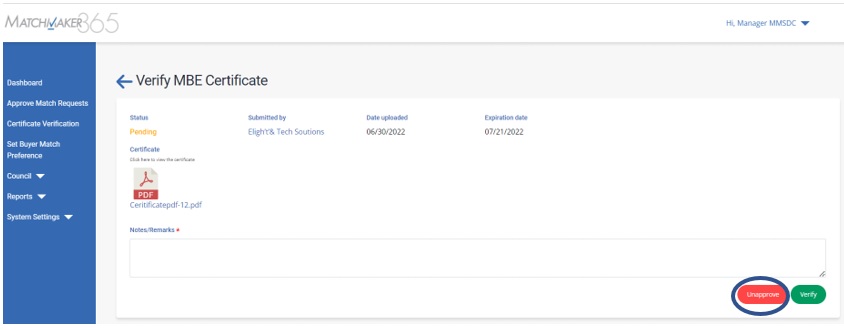 MATCHMAKER365
Hi, Manager MMSDC
Dashboard
Approve Match Requests
Certificate Verification
Set Buyer Match
Preference
Council
Reports
System Settings
Verify MBE Certificate
Status
Submitted by
Date uploaded
Expiration date
Pending
Eligh't& Tech Soutions
06/30/2022
07/21/2022
Certificate
Click here to view the certificate
PDF
Ceritificatepdf-12.pdf
Notes/Remarks *
Unapprove
Verify